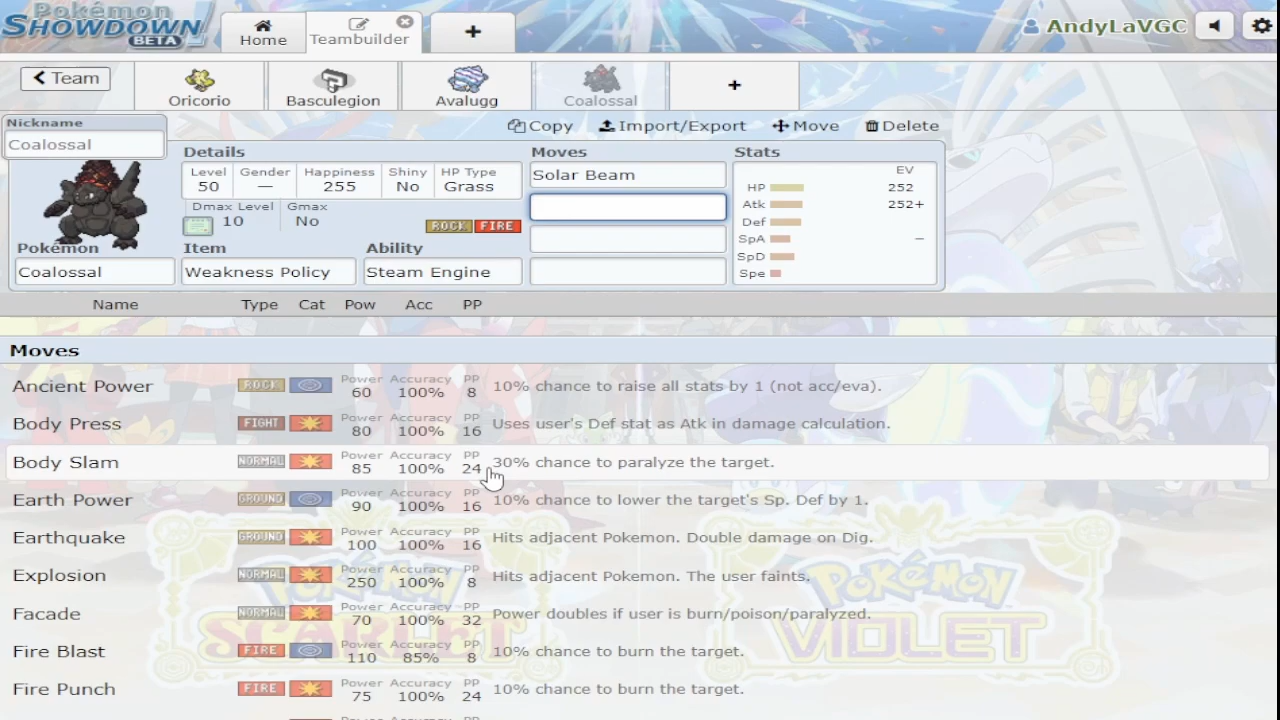 Pokémon
SHOWDOWN
BETA
Home
Teambuilder
+
AndyLaVGC
Team
Oricorio
Basculegion
Avalugg
Coalossal
+
Nickname
Coalossal
Copy
Import/Export
Move
Delete
Details
Level
50
Gender
—
Happiness
255
Shiny
No
HP Type
Grass
Dmax Level
10
Gmax
No
ROCK FIRE
Pokémon
Coalossal
Item
Weakness Policy
Ability
Steam Engine
Moves
Solar Beam
Stats
EV
HP 252
Atk 252+
Def
SpA −
SpD
Spe
Name Type Cat Pow Acc PP
Moves
Ancient Power ROCK Power 60 Accuracy 100% PP 8 10% chance to raise all stats by 1 (not acc/eva).
Body Press FIGHT Power 80 Accuracy 100% PP 16 Uses user's Def stat as Atk in damage calculation.
Body Slam NORMAL Power 85 Accuracy 100% PP 24 30% chance to paralyze the target.
Earth Power GROUND Power 90 Accuracy 100% PP 16 10% chance to lower the target's Sp. Def by 1.
Earthquake GROUND Power 100 Accuracy 100% PP 16 Hits adjacent Pokemon. Double damage on Dig.
Explosion NORMAL Power 250 Accuracy 100% PP 8 Hits adjacent Pokemon. The user faints.
Facade NORMAL Power 70 Accuracy 100% PP 32 Power doubles if user is burn/poison/paralyzed.
Fire Blast FIRE Power 110 Accuracy 85% PP 8 10% chance to burn the target.
Fire Punch FIRE Power 75 Accuracy 100% PP 24 10% chance to burn the target.
Power Accuracy PP
POKÉMON
SCARLET
POKÉMON
VIOLET